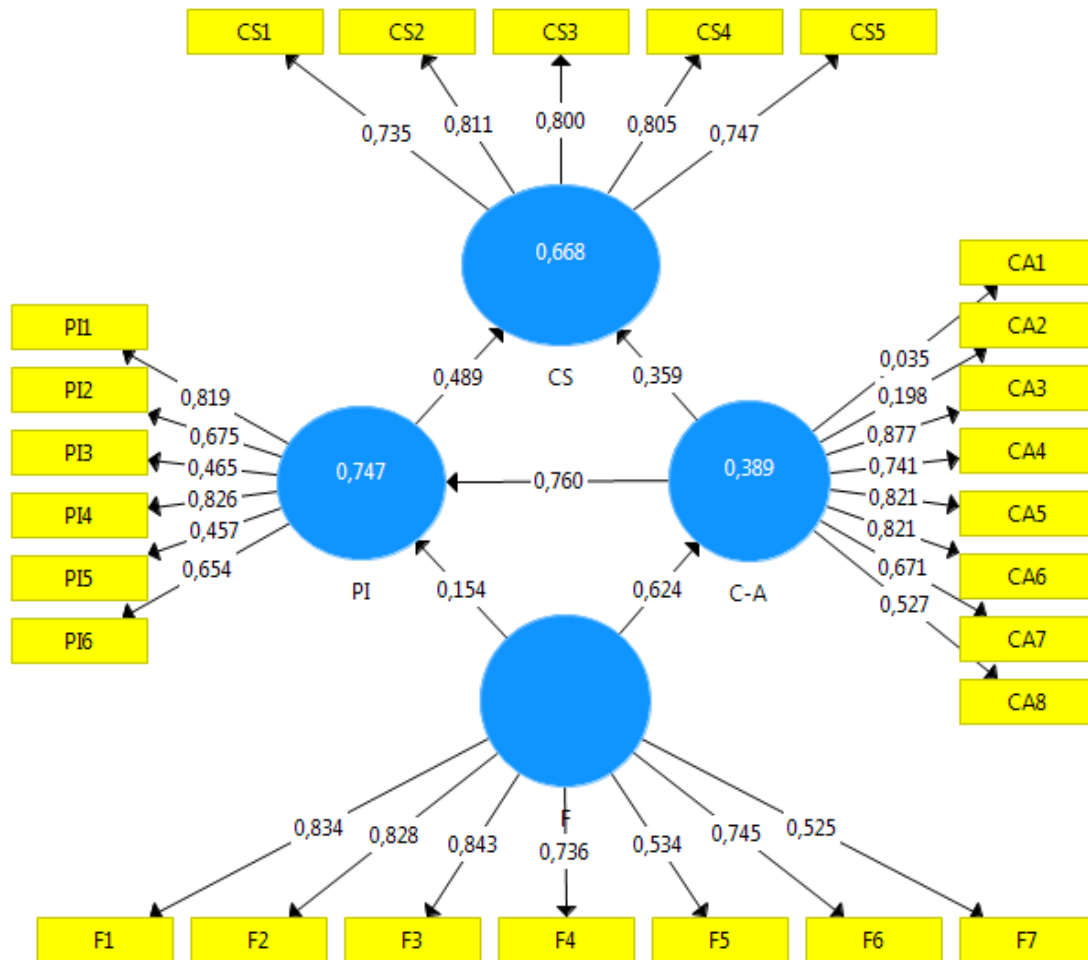 CS1 CS2 CS3 CS4 CS5
0,735 0,811 0,800 0,805 0,747
0,668
CS
PI1
PI2
PI3
PI4
PI5
PI6
0,819
0,675
0,465
0,826
0,457
0,654
0,747
PI
0,489
0,359
0,760
0,154
0,624
0,389
C-A
0,035
0,198
0,877
0,741
0,821
0,821
0,671
0,527
CA1
CA2
CA3
CA4
CA5
CA6
CA7
CA8
F
0,834 0,828 0,843 0,736 0,534 0,745 0,525
F1 F2 F3 F4 F5 F6 F7